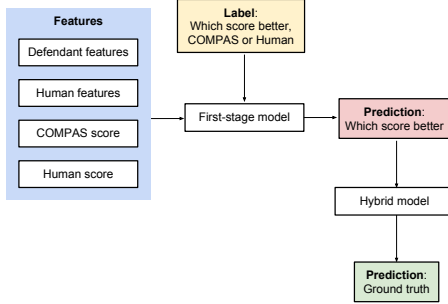 Features
Defendant features
Human features
COMPAS score
Human score
Label:
Which score better,
COMPAS or Human
First-stage model
Prediction:
Which score better
Hybrid model
Prediction:
Ground truth